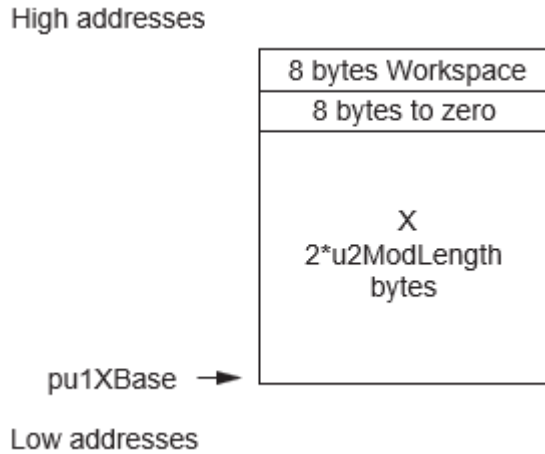 High addresses
8 bytes Workspace
8 bytes to zero
X
2*u2ModLength
bytes
pu1XBase
Low addresses